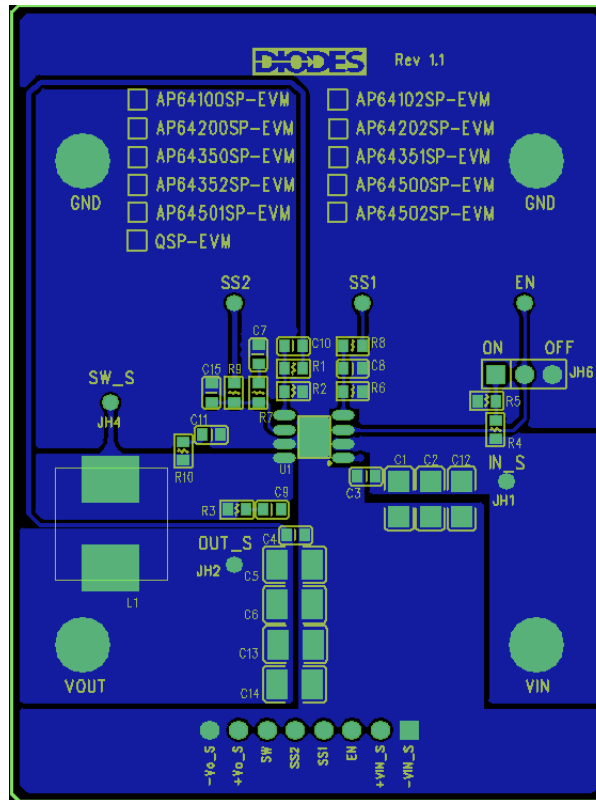 DIODES Rev 1.1
AP64100SP-EVM AP64102SP-EVM
AP64200SP-EVM AP64202SP-EVM
AP64350SP-EVM AP64351SP-EVM
AP64352SP-EVM AP64500SP-EVM
AP64501SP-EVM AP64502SP-EVM
QSP-EVM
GND GND
SS2 SS1 EN
C7 C10 R8
ON OFF
R1 C8
JH6
C15 R9 R2 R6
SW_S
R5
JH4 C11 R7
R4
R10 U1 C3 C1 C2 C12 IN_S
JH1
R3 C9
OUT_S C4
JH2 C5
L1 C6
C13
VOUT C14 VIN
-Vo_S +Vo_S SW SS2 SS1 EN +VIN_S -VIN_S